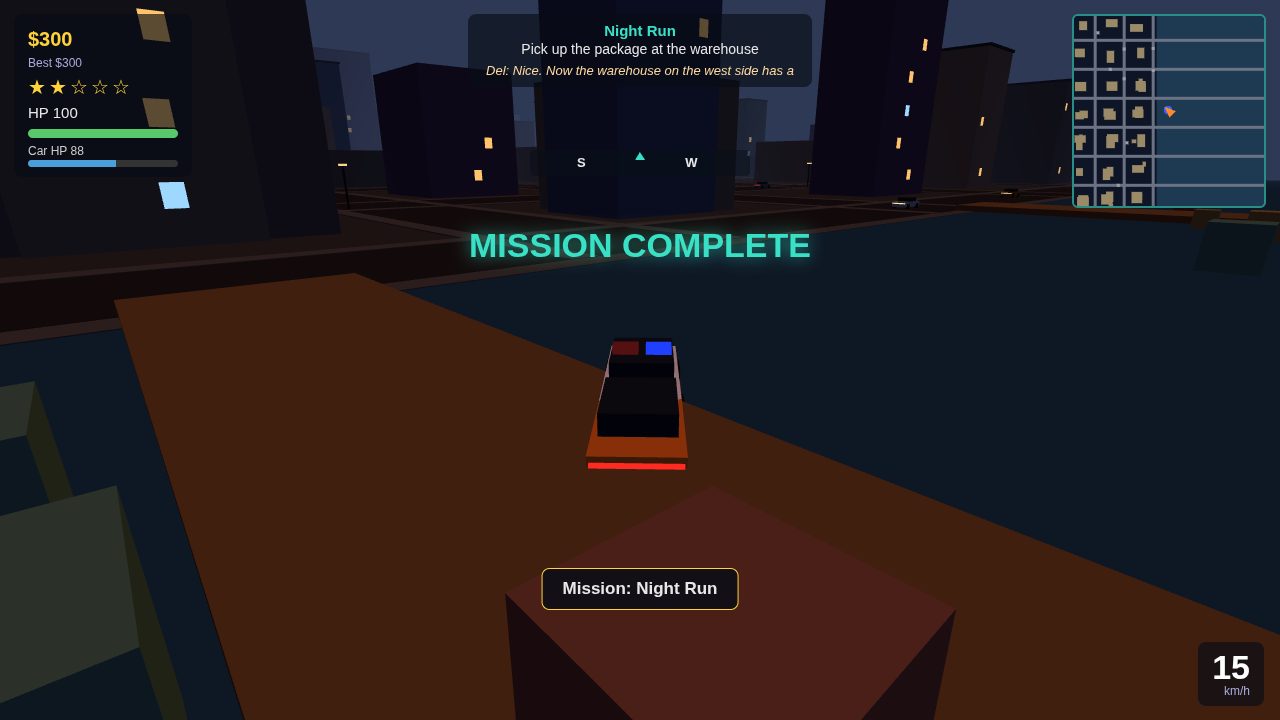 $300
Best $300
★★☆☆☆
HP 100
Car HP 88
Night Run
Pick up the package at the warehouse
Del: Nice. Now the warehouse on the west side has a
S
W
MISSION COMPLETE
Mission: Night Run
15
km/h